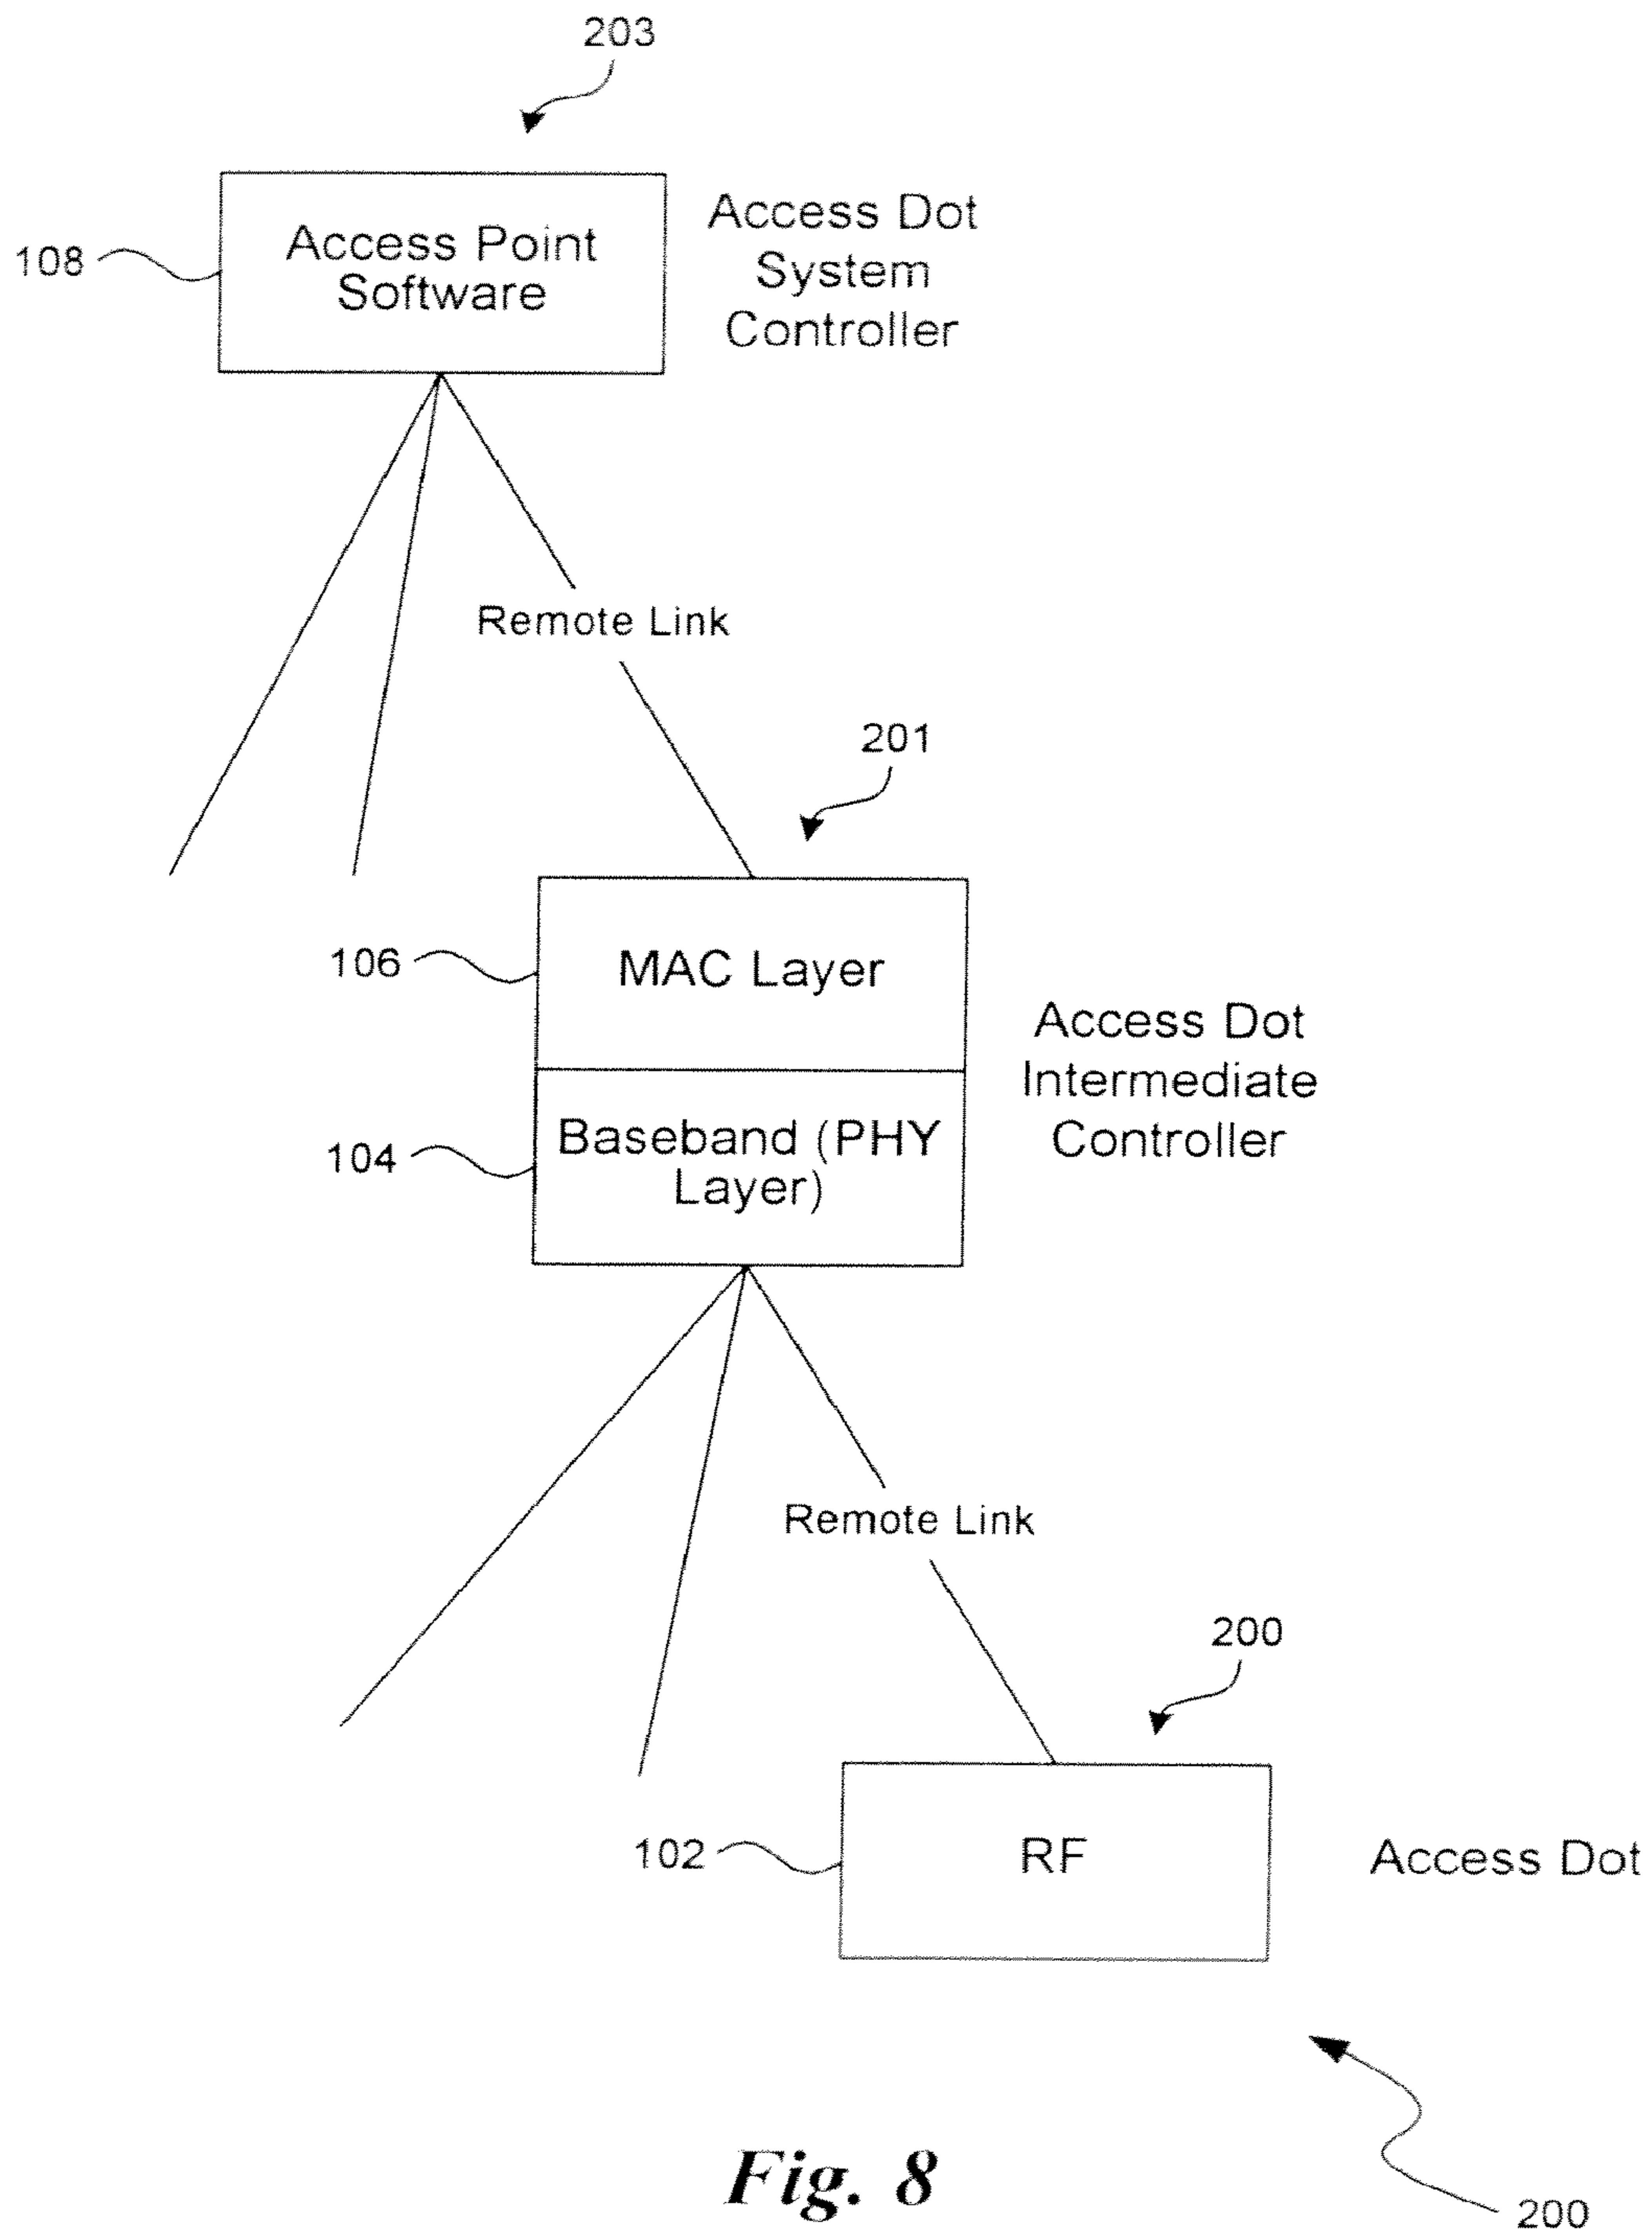 203
Access Point
Software
108
Access Dot
System
Controller
Remote Link
201
106
MAC Layer
104
Baseband (PHY
Layer)
Access Dot
Intermediate
Controller
Remote Link
200
102
RF
Access Dot
Fig. 8
200